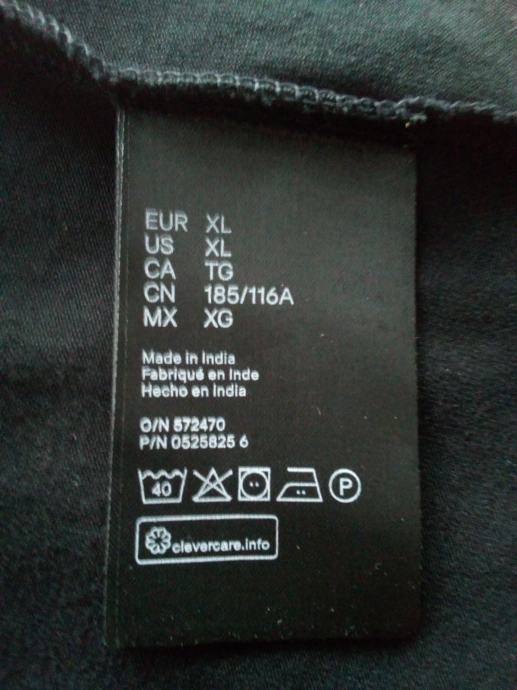 EUR XL
US XL
CA TG
CN 185/116A
MX XG
Made in India
Fabriqué en Inde
Hecho en India
O/N 572470
P/N 0525825 6
40 P
clevercare.info